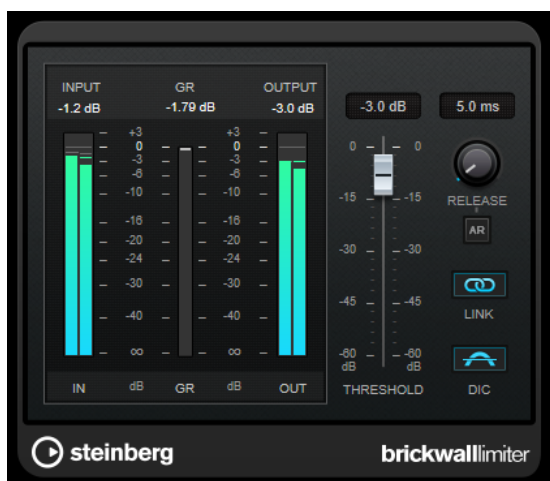 INPUT GR OUTPUT
-1.2 dB -1.79 dB -3.0 dB
-3.0 dB 5.0 ms
+3 +3
0 0
-3 -3
-6 -6
-10 -10
-16 -16
-20 -20
-24 -24
-30 -30
-40 -40
∞ ∞
IN dB GR dB OUT
0 0
-15 -15
-30 -30
-45 -45
-60 -60
dB dB
THRESHOLD
RELEASE
AR
LINK
DIC
steinberg
brickwalllimiter